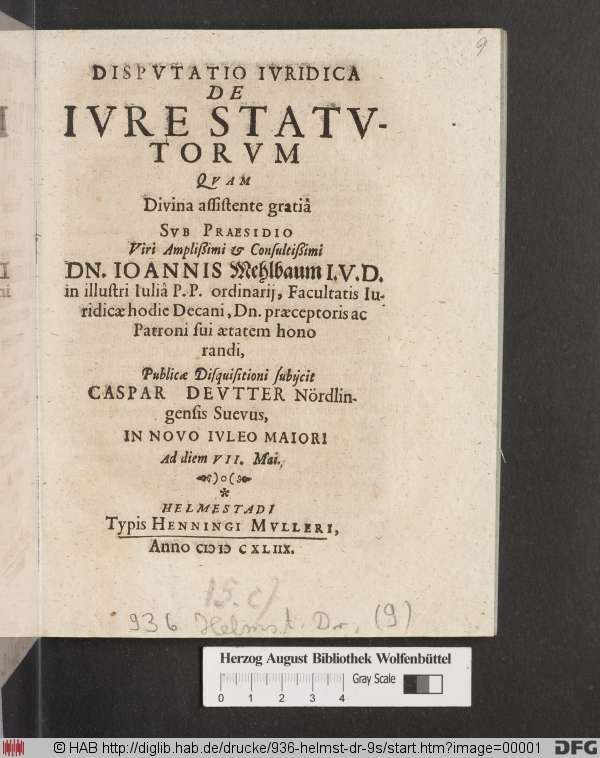 9
DISPVTATIO IVRIDICA
DE
IVRE STATV-
TORVM
QVAM
Divina assistente gratiâ
SVB PRAESIDIO
Viri Amplißimi & Consultißimi
DN. IOANNIS Mehlbaum I.V.D.
in illustri Iuliâ P.P. ordinarij, Facultatis Iu-
ridicæ hodie Decani, Dn. præceptoris ac
Patroni sui ætatem hono
randi,
Publicæ Disquisitioni subijcit
CASPAR DEVTTER Nördlin-
gensis Suevus,
IN NOVO IVLEO MAIORI
Ad diem VII. Mai.
*
HELMESTADI
Typis HENNINGI MVLLERI,
Anno CIↃ IↃ CXLIIX.
936 Helmst. Dr. (9)
Herzog August Bibliothek Wolfenbüttel
0 1 2 3 4 Gray Scale
© HAB http://diglib.hab.de/drucke/936-helmst-dr-9s/start.htm?image=00001
DFG